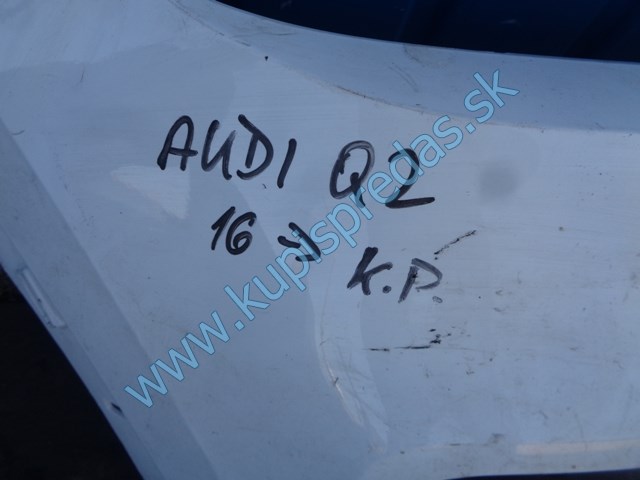 AUDI Q2
16 →
K.P.
www.kupispredas.sk